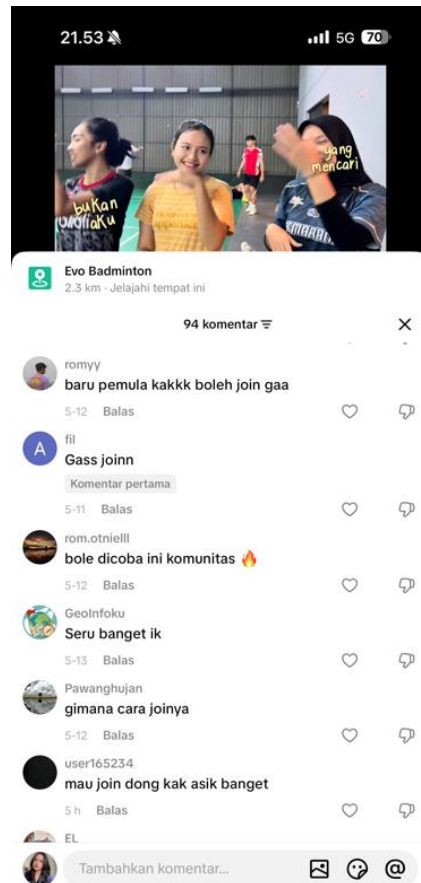 21.53
5G 70
bukan
aKu
yang
mencari
Evo Badminton
2.3 km · Jelajahi tempat ini
94 komentar
romyy
baru pemula kakkk boleh join gaa
5-12 Balas
A
fil
Gass joinn
Komentar pertama
5-11 Balas
rom.otnielll
bole dicoba ini komunitas 🔥
5-12 Balas
GeoInfoku
Seru banget ik
5-13 Balas
Pawanghujan
gimana cara joinya
5-12 Balas
user165234
mau join dong kak asik banget
5 h Balas
EL
Tambahkan komentar...